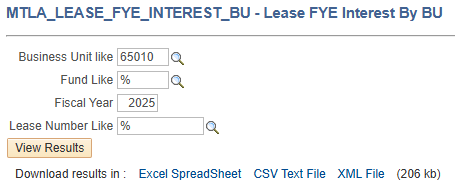 MTLA_LEASE_FYE_INTEREST_BU - Lease FYE Interest By BU
Business Unit like 65010
Fund Like %
Fiscal Year 2025
Lease Number Like %
View Results
Download results in : Excel SpreadSheet CSV Text File XML File (206 kb)